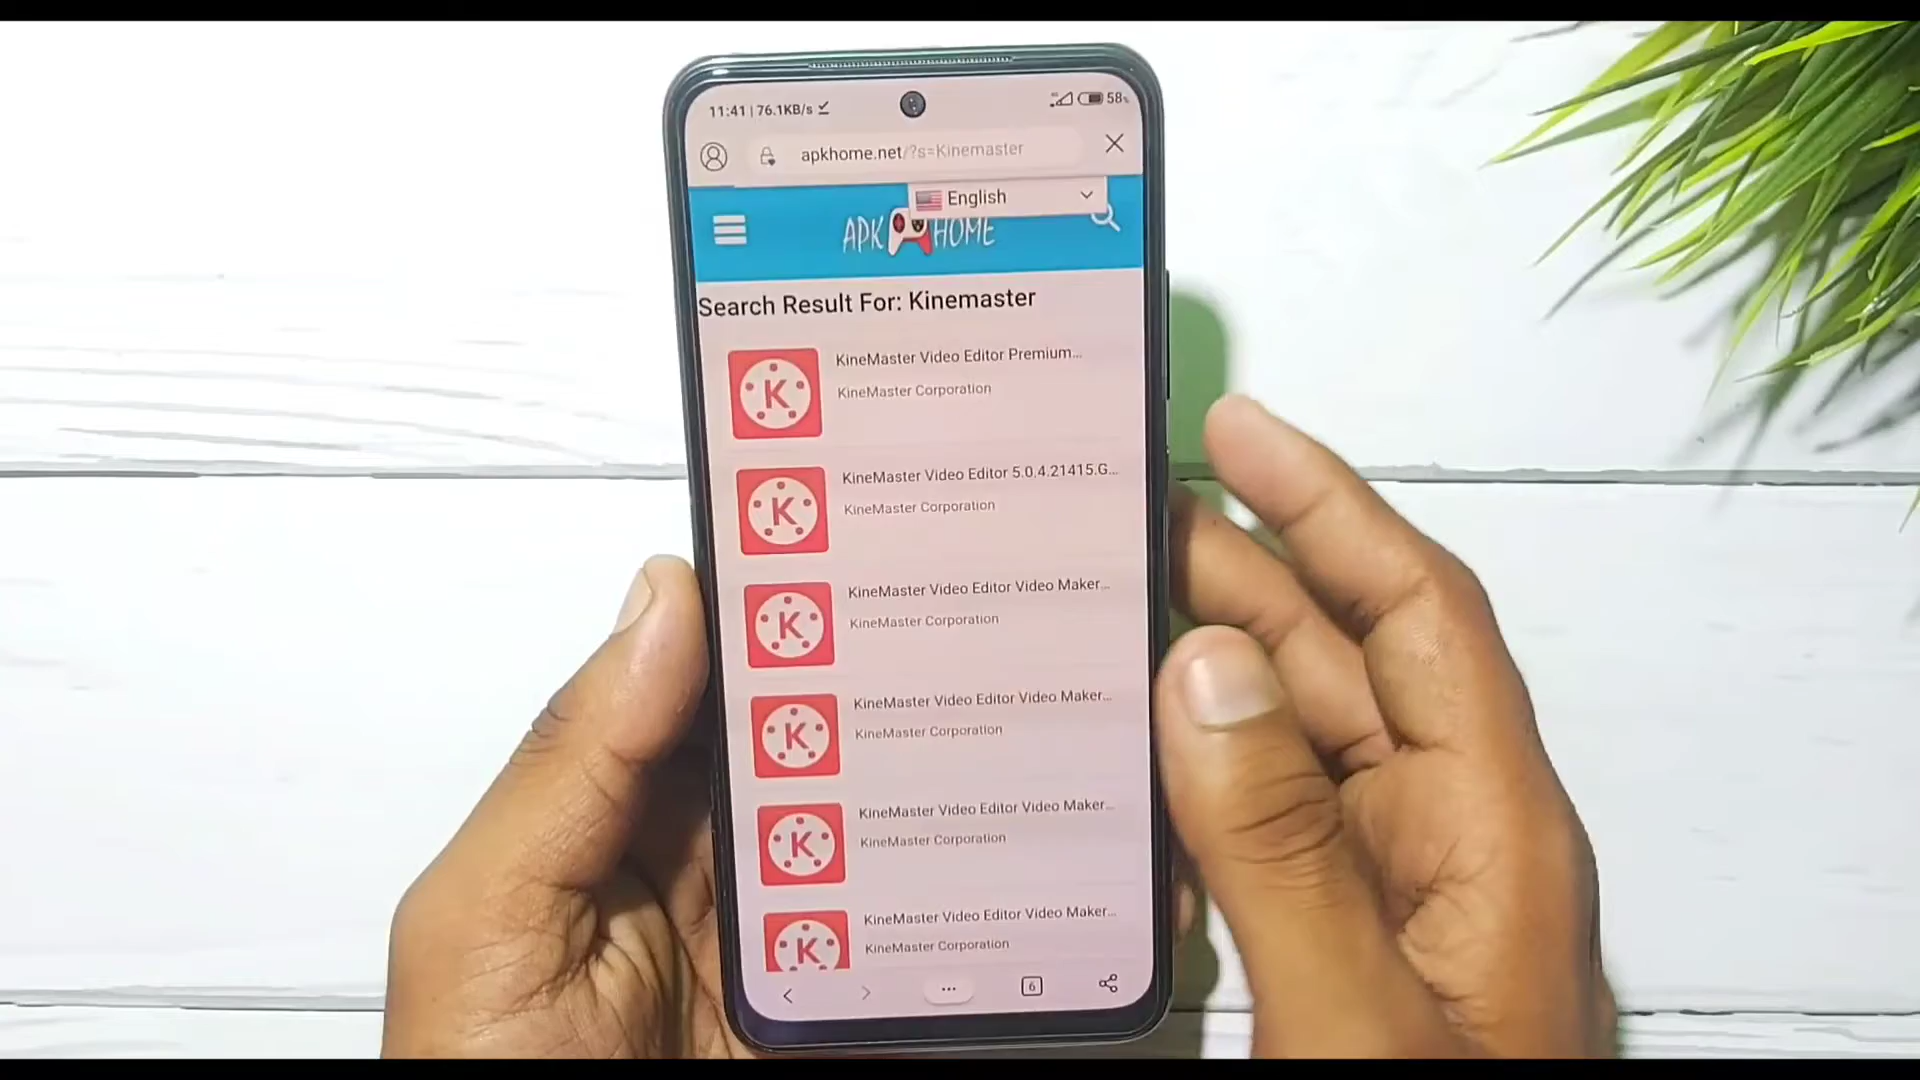 11:41 | 76.1KB/s
58%
apkhome.net/?s=Kinemaster
English
APK HOME
Search Result For: Kinemaster
K
KineMaster Video Editor Premium...
KineMaster Corporation
K
KineMaster Video Editor 5.0.4.21415.G...
KineMaster Corporation
K
KineMaster Video Editor Video Maker...
KineMaster Corporation
K
KineMaster Video Editor Video Maker...
KineMaster Corporation
K
KineMaster Video Editor Video Maker...
KineMaster Corporation
K
KineMaster Video Editor Video Maker...
KineMaster Corporation
6